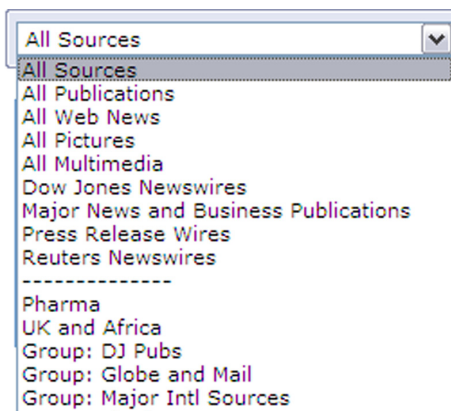 All Sources
All Sources
All Publications
All Web News
All Pictures
All Multimedia
Dow Jones Newswires
Major News and Business Publications
Press Release Wires
Reuters Newswires
--------------
Pharma
UK and Africa
Group: DJ Pubs
Group: Globe and Mail
Group: Major Intl Sources